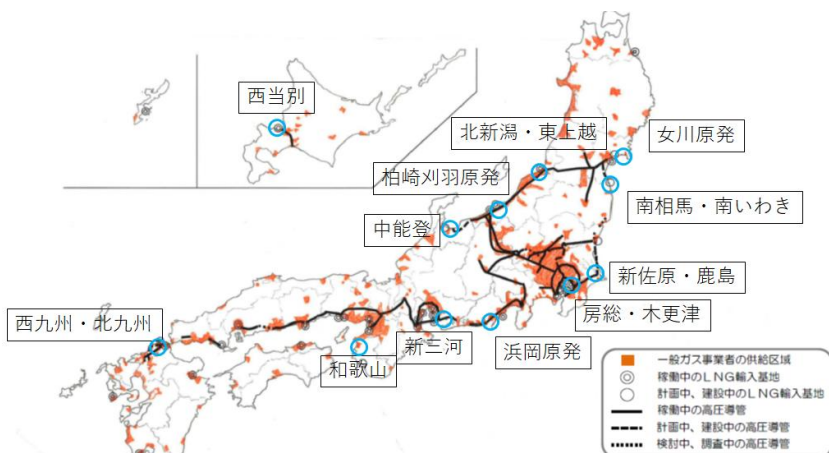 西当別
北新潟・東上越
女川原発
柏崎刈羽原発
南相馬・南いわき
中能登
新佐原・鹿島
西九州・北九州
房総・木更津
新三河
浜岡原発
和歌山
一般ガス事業者の供給区域
稼働中のLNG輸入基地
計画中、建設中のLNG輸入基地
稼働中の高圧導管
計画中、建設中の高圧導管
検討中、調査中の高圧導管